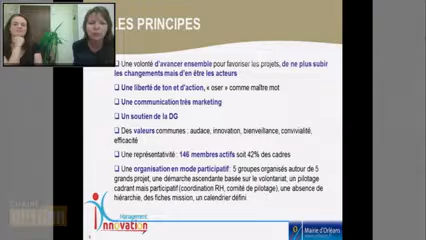 LES PRINCIPES
Une volonté d'avancer ensemble pour favoriser les projets, de ne plus subir
les changements mais d'en être les acteurs
Une liberté de ton et d'action, « oser » comme maître mot
Une communication très marketing
Un soutien de la DG
Des valeurs communes : audace, innovation, bienveillance, convivialité,
efficacité
Une représentativité : 146 membres actifs soit 42% des cadres
Une organisation en mode participatif : 5 groupes organisés autour de 5
grands projet, une démarche ascendante basée sur le volontariat, un pilotage
cadrant mais participatif (coordination RH, comité de pilotage), une absence de
hiérarchie, des fiches mission, un calendrier défini
Management
innovation
Mairie d'Orléans